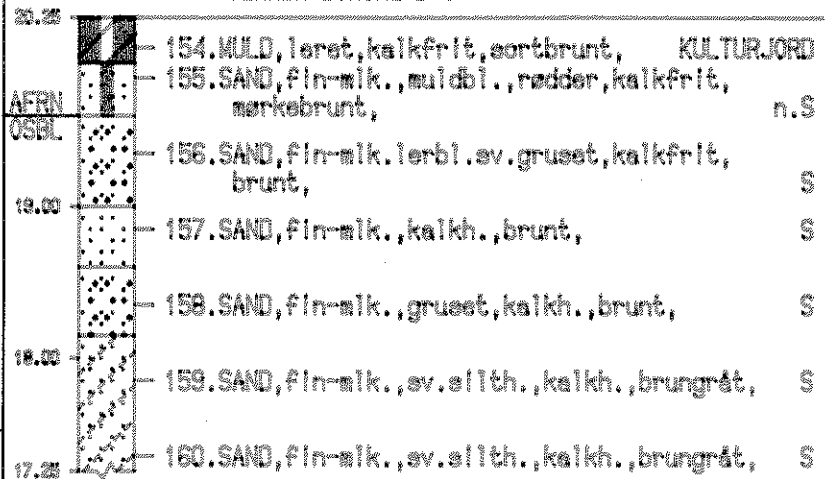 20.25
154.MULD,leret,kalkfrit,sortbrunt, KULTURJORD
155.SAND,fin-mlk.,muldbl.,rødder,kalkfrit,
mørkebrunt, n.S
AFRN
OSBL.
156.SAND,fin-mlk.lerbl.sv.gruset,kalkfrit,
brunt, S
19.00
157.SAND,fin-mlk.,kalkh.,brunt, S
158.SAND,fin-mlk.,gruset,kalkh.,brunt, S
18.00
159.SAND,fin-mlk.,sv.siltb.,kalkh.,brungråt, S
160.SAND,fin-mlk.,sv.siltb.,kalkh.,brungråt, S
17.25